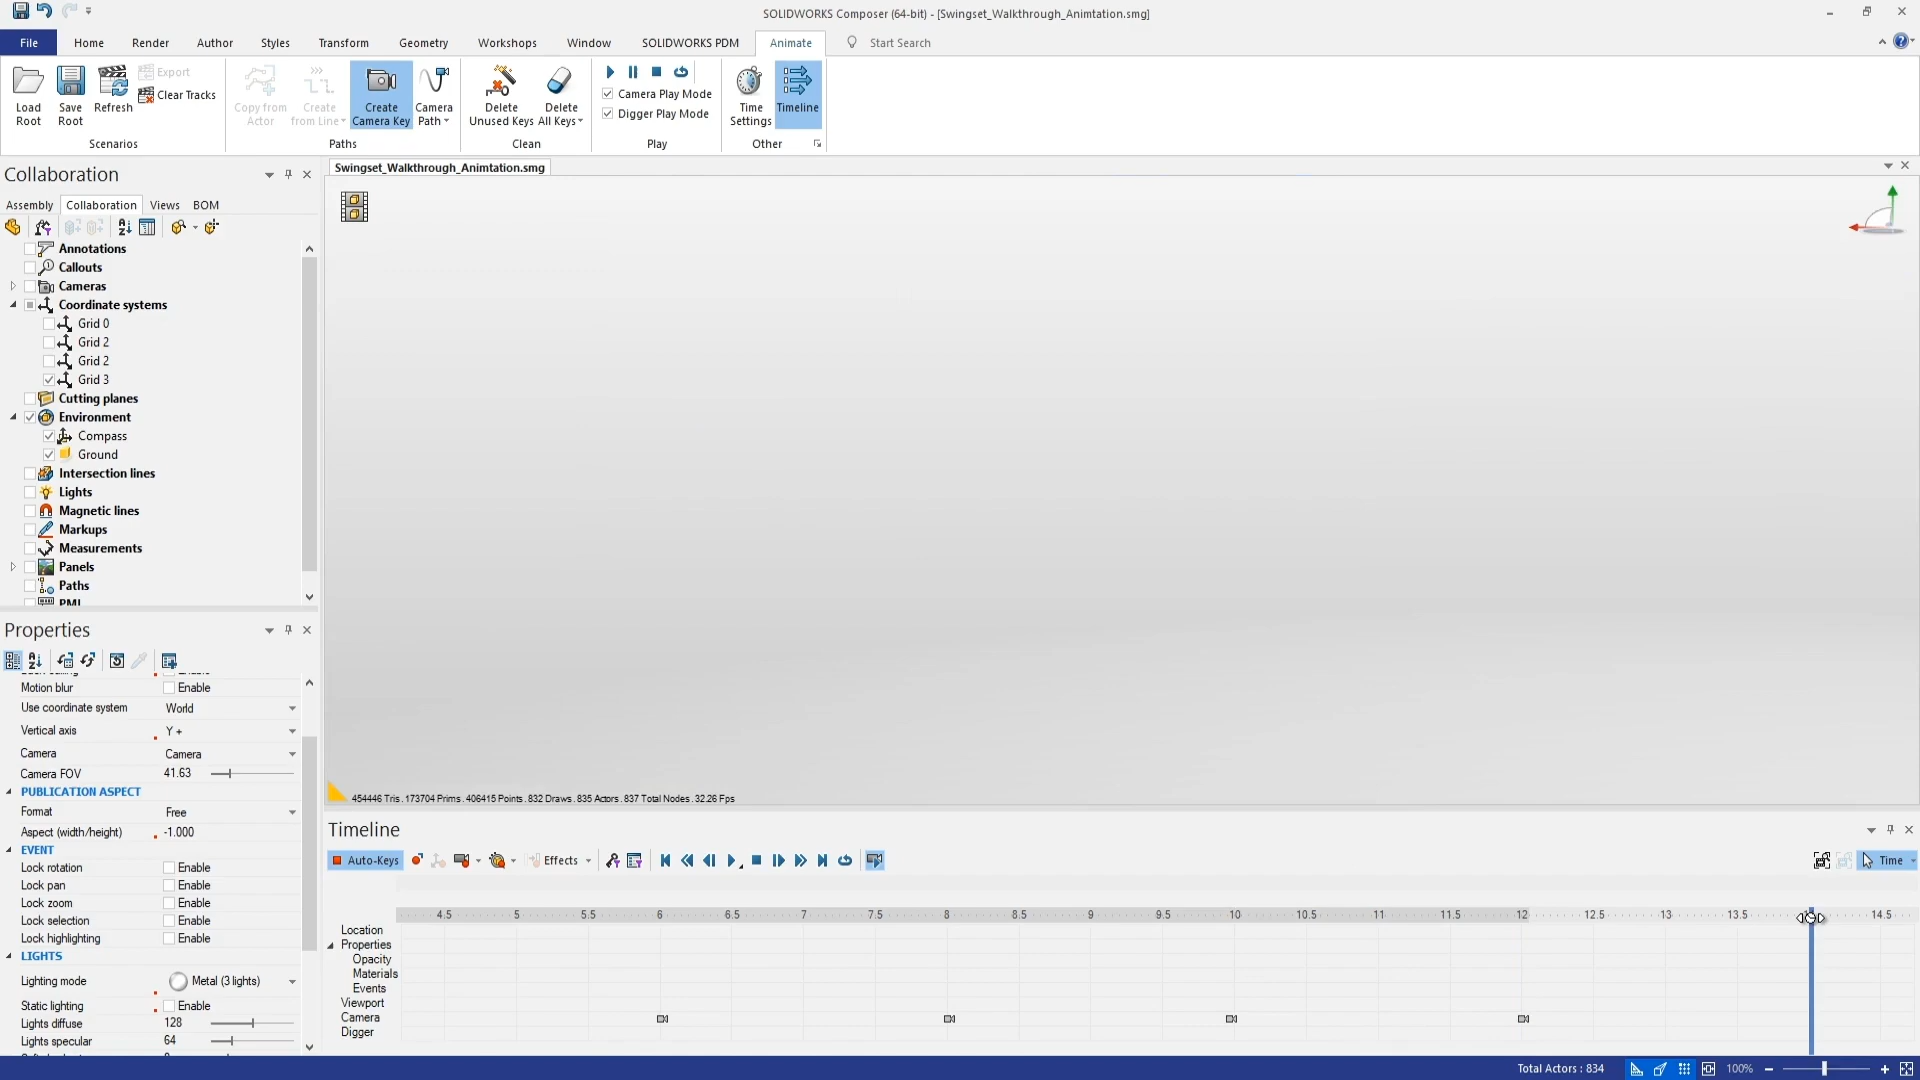 SOLIDWORKS Composer (64-bit) - [Swingset_Walkthrough_Animtation.smg]
File Home Render Author Styles Transform Geometry Workshops Window SOLIDWORKS PDM Animate Start Search
Load Root
Save Root
Refresh
Export
Clear Tracks
Scenarios
Copy from Actor
Create from Line
Create Camera Key
Camera Path
Paths
Delete Unused Keys
Delete All Keys
Clean
Camera Play Mode
Digger Play Mode
Play
Time Settings
Timeline
Other
Collaboration
Assembly Collaboration Views BOM
Annotations
Callouts
Cameras
Coordinate systems
Grid 0
Grid 2
Grid 2
Grid 3
Cutting planes
Environment
Compass
Ground
Intersection lines
Lights
Magnetic lines
Markups
Measurements
Panels
Paths
PMI
Swingset_Walkthrough_Animtation.smg
454446 Tris. 173704 Prims. 406415 Points. 832 Draws. 835 Actors. 837 Total Nodes. 32.26 Fps
Properties
Motion blur Enable
Use coordinate system World
Vertical axis Y +
Camera Camera
Camera FOV 41.63
PUBLICATION ASPECT
Format Free
Aspect (width/height) -1.000
EVENT
Lock rotation Enable
Lock pan Enable
Lock zoom Enable
Lock selection Enable
Lock highlighting Enable
LIGHTS
Lighting mode Metal (3 lights)
Static lighting Enable
Lights diffuse 128
Lights specular 64
Timeline
Auto-Keys Effects Time
4.5 5 5.5 6 6.5 7 7.5 8 8.5 9 9.5 10 10.5 11 11.5 12 12.5 13 13.5 14.5
Location
Properties
Opacity
Materials
Events
Viewport
Camera
Digger
Total Actors : 834 100%